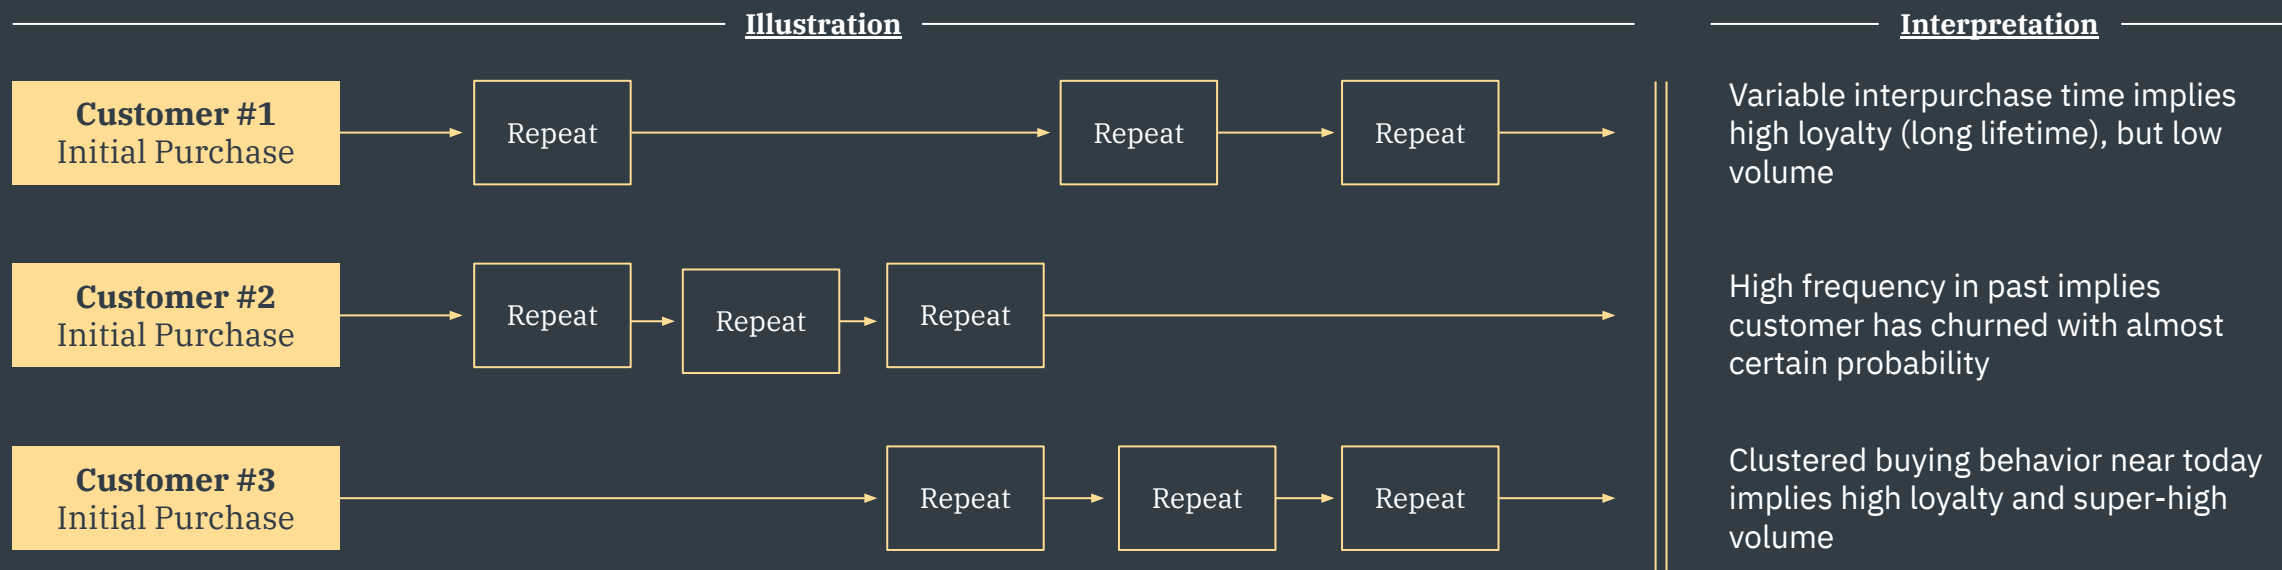 Illustration
Interpretation
Customer #1
Initial Purchase
Repeat
Repeat
Repeat
Variable interpurchase time implies
high loyalty (long lifetime), but low
volume
Customer #2
Initial Purchase
Repeat
Repeat
Repeat
High frequency in past implies
customer has churned with almost
certain probability
Customer #3
Initial Purchase
Repeat
Repeat
Repeat
Clustered buying behavior near today
implies high loyalty and super-high
volume